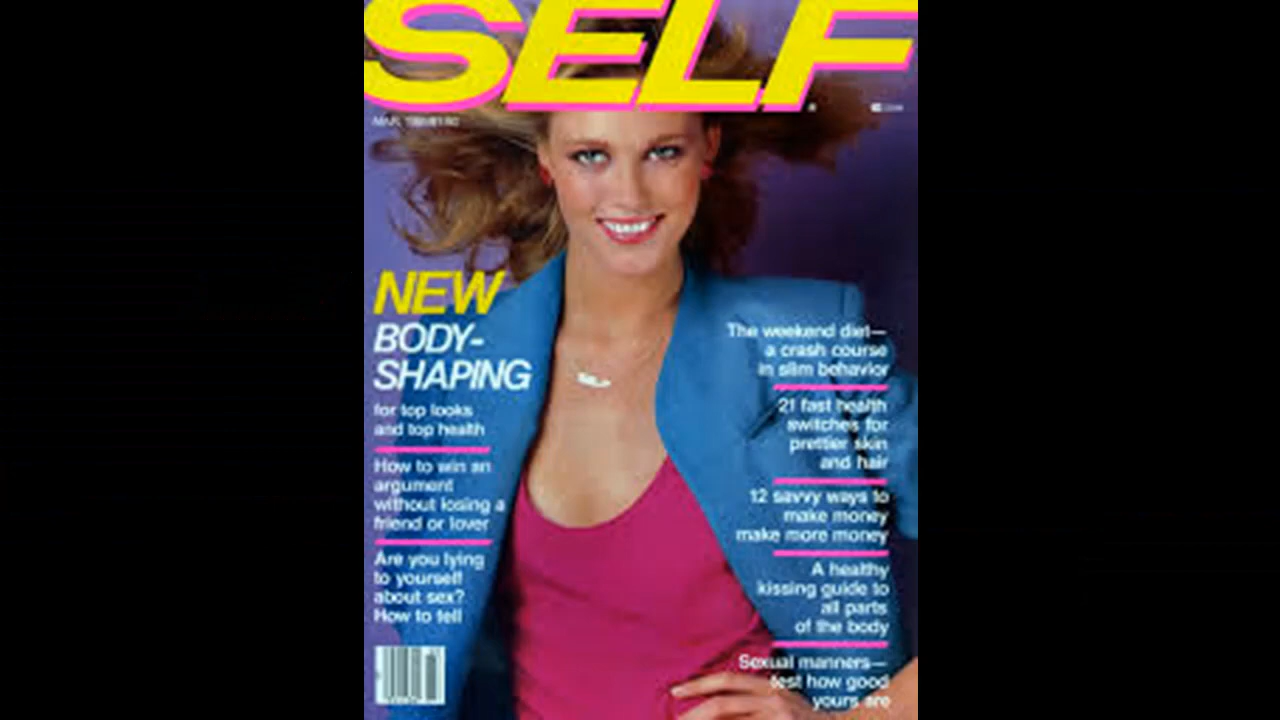 SELF
NEW
BODY-
SHAPING
for top looks
and top health
How to win an
argument
without losing a
friend or lover
Are you lying
to yourself
about sex?
How to tell
The weekend diet—
a crash course
in slim behavior
21 fast health
switches for
prettier skin
and hair
12 savvy ways to
make money
make more money
A healthy
kissing guide to
all parts
of the body
Sexual manners—
test how good
yours are